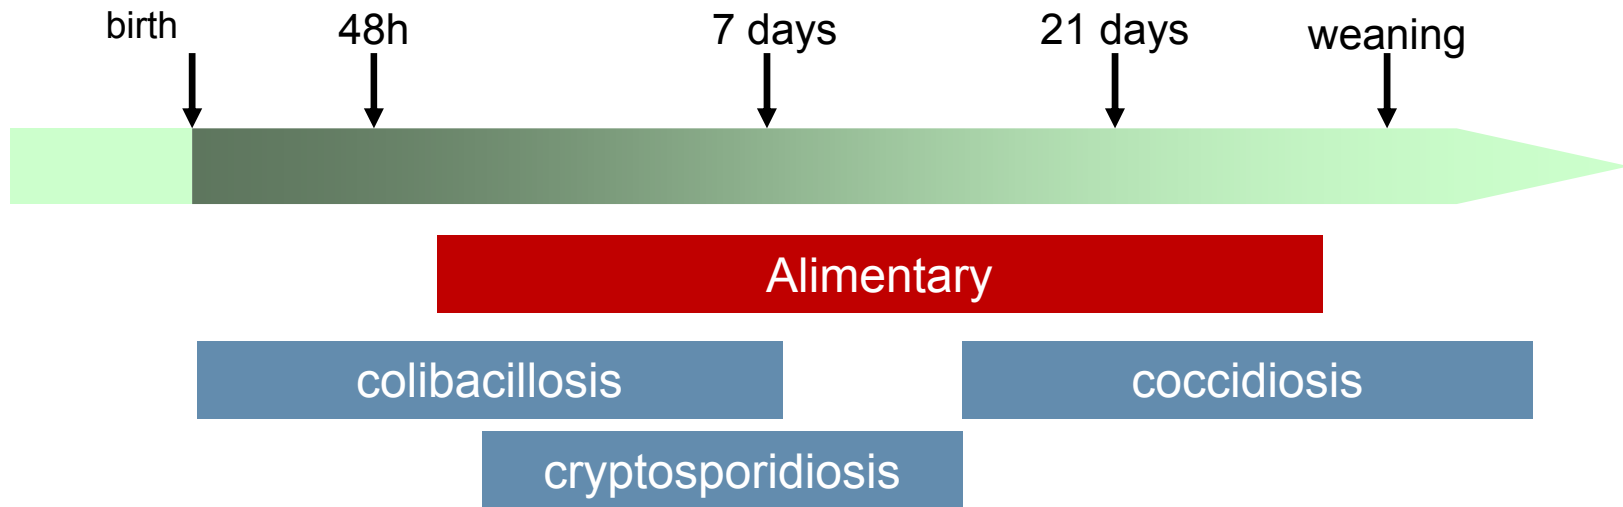 birth
48h
7 days
21 days
weaning
Alimentary
colibacillosis
coccidiosis
cryptosporidiosis